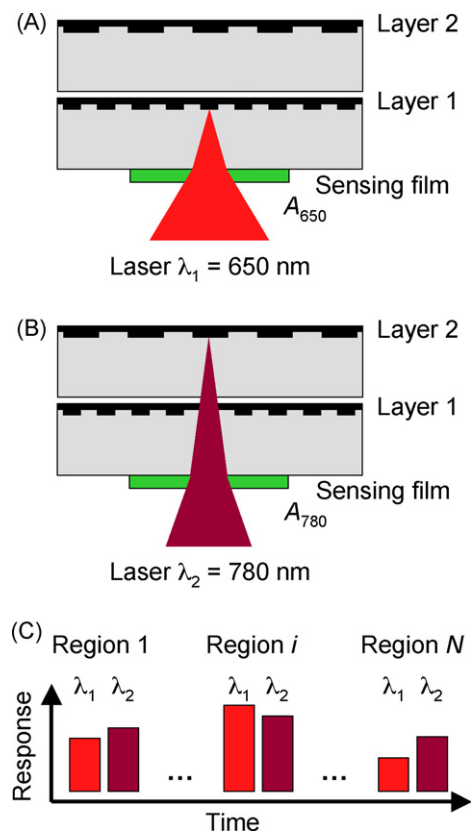 (A)
Layer 2
Layer 1
Sensing film
A650
Laser λ1 = 650 nm
(B)
Layer 2
Layer 1
Sensing film
A780
Laser λ2 = 780 nm
(C)
Region 1 Region i Region N
λ1 λ2 λ1 λ2 λ1 λ2
Response
... ...
Time